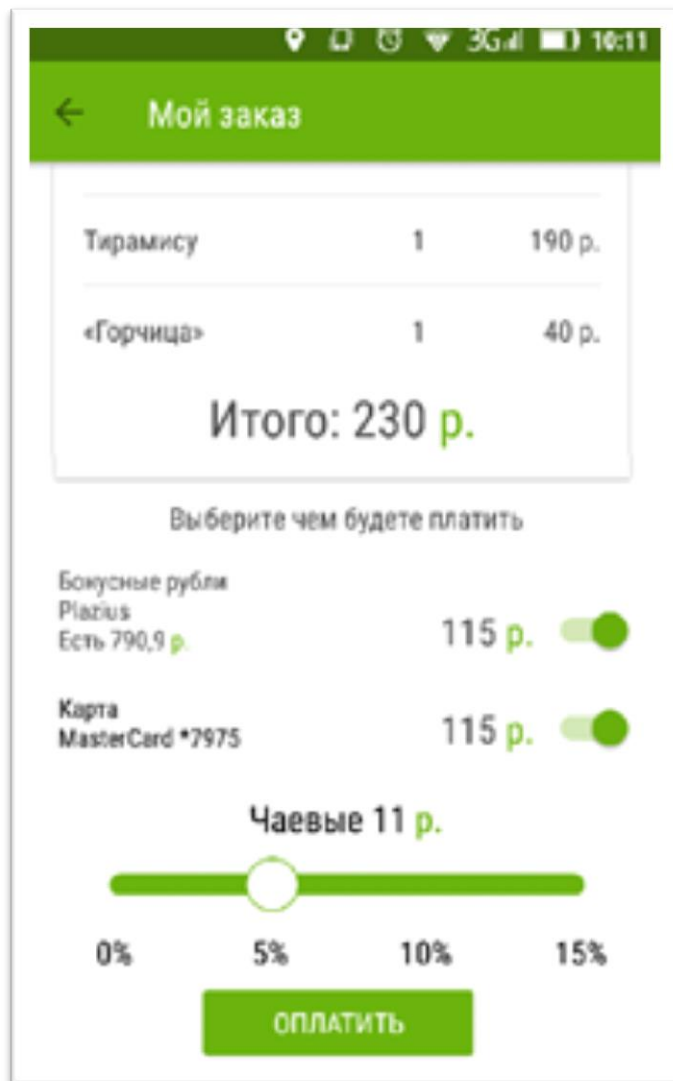 3G 10:11
Мой заказ
Тирамису 1 190 р.
«Горчица» 1 40 р.
Итого: 230 р.
Выберите чем будете платить
Бонусные рубли
Plazius
Есть 790,9 р.
115 р.
Карта
MasterCard *7975
115 р.
Чаевые 11 р.
0% 5% 10% 15%
ОПЛАТИТЬ